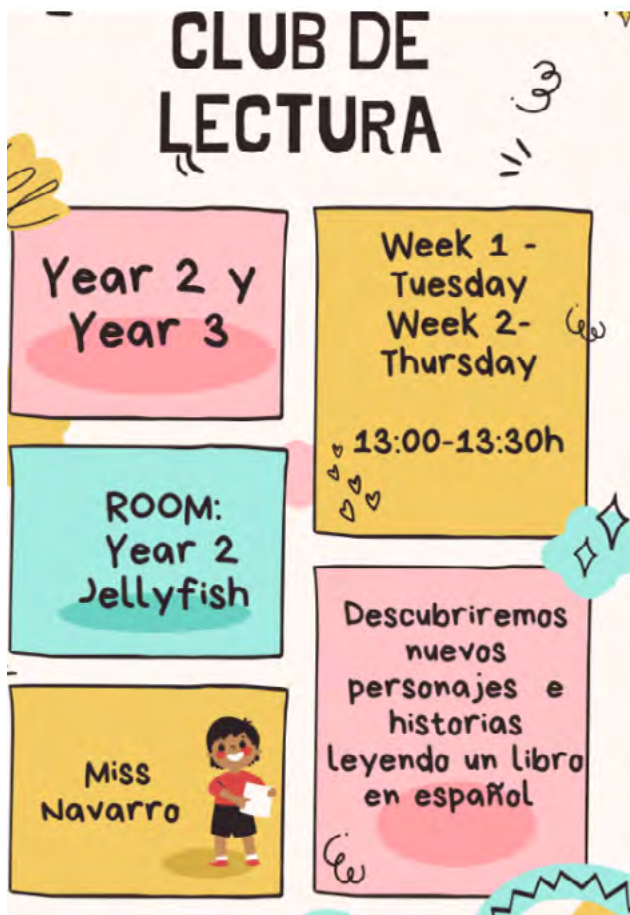 CLUB DE
LECTURA
Year 2 y
Year 3
Week 1 -
Tuesday
Week 2-
Thursday
13:00-13:30h
ROOM:
Year 2
Jellyfish
Descubriremos
nuevos
personajes e
historias
leyendo un libro
en español
Miss
Navarro